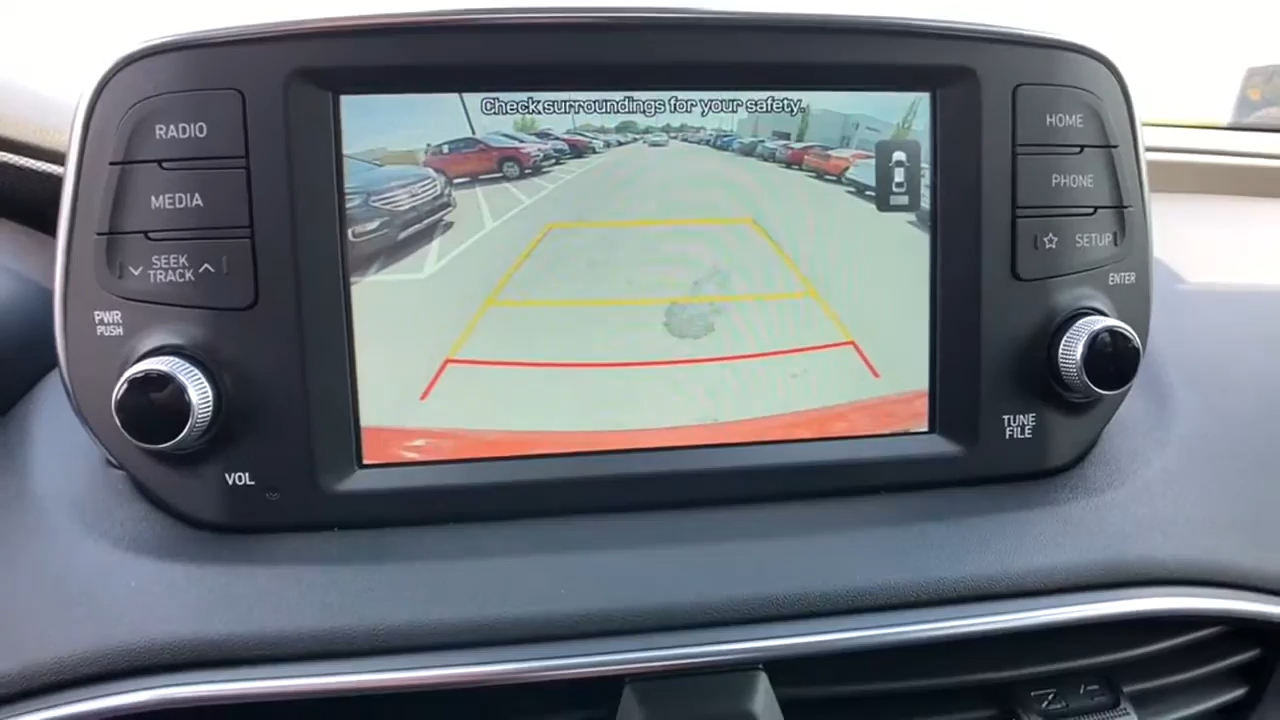 Check surroundings for your safety.
RADIO
MEDIA
SEEK
TRACK
PWR
PUSH
VOL
HOME
PHONE
SETUP
ENTER
TUNE
FILE